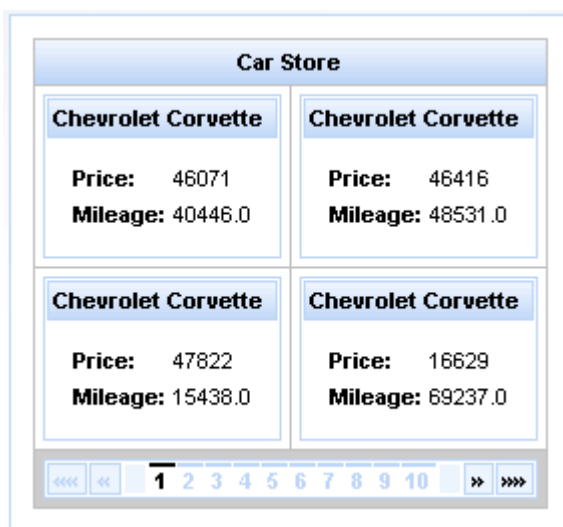 Car Store
Chevrolet Corvette
Price: 46071
Mileage: 40446.0
Chevrolet Corvette
Price: 46416
Mileage: 48531.0
Chevrolet Corvette
Price: 47822
Mileage: 15438.0
Chevrolet Corvette
Price: 16629
Mileage: 69237.0
«« « 1 2 3 4 5 6 7 8 9 10 » »»